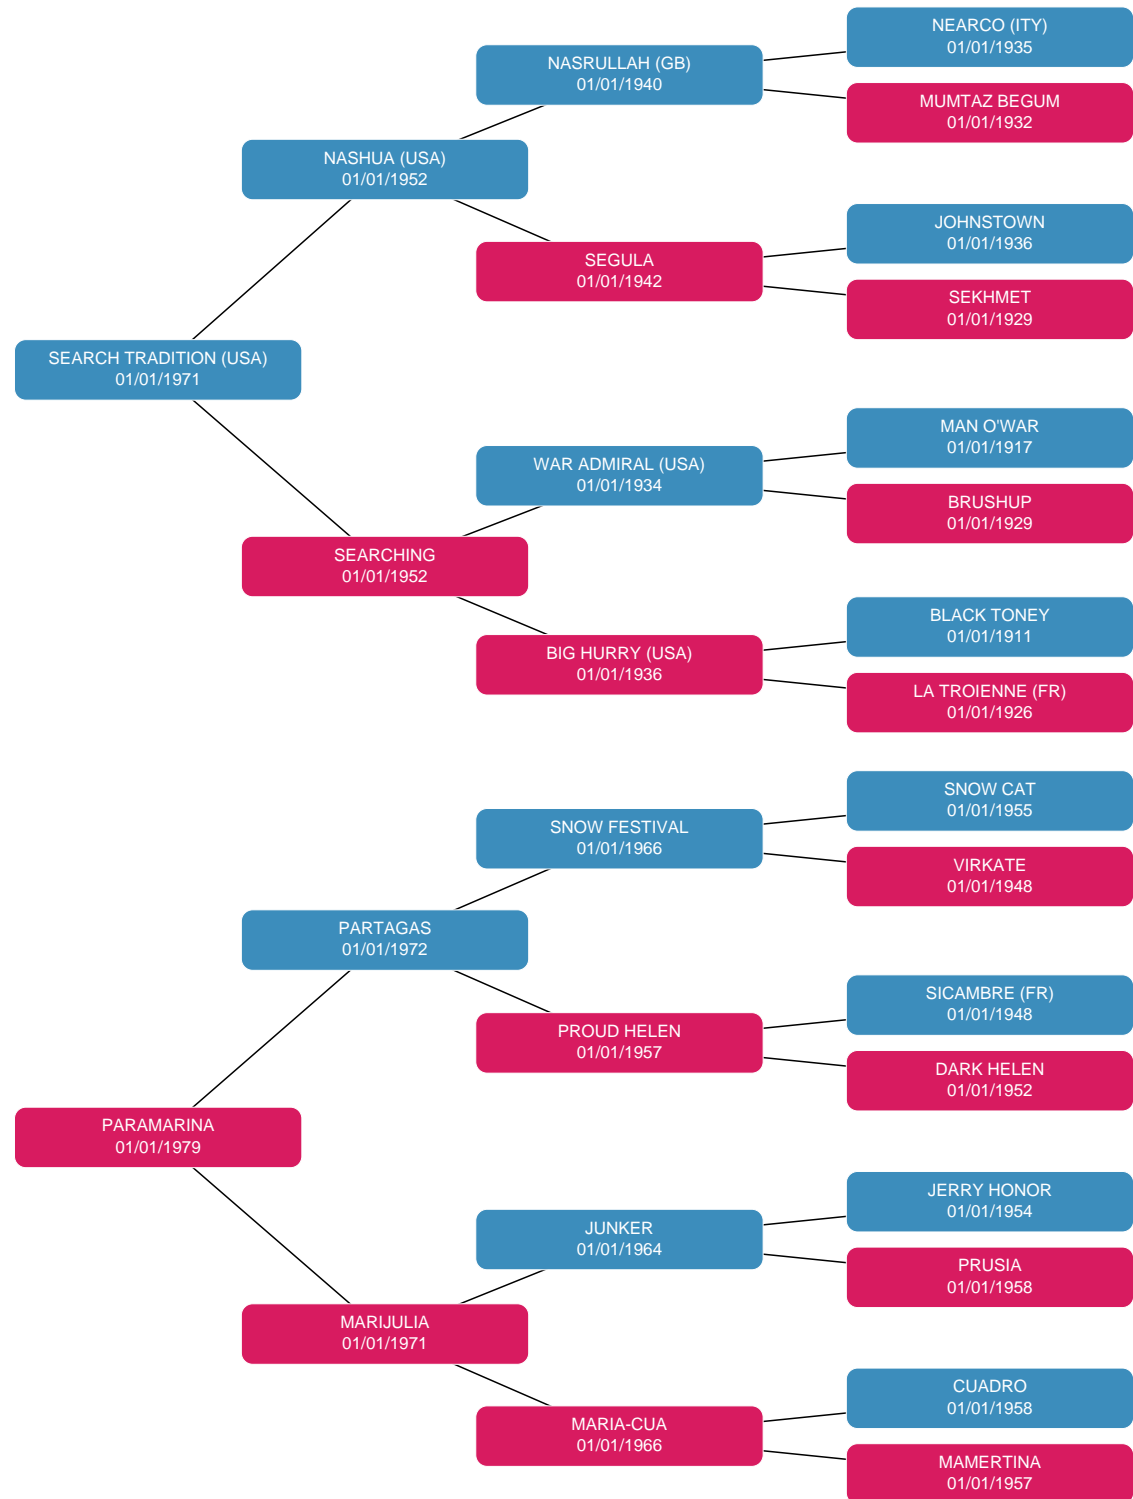 NEARCO (ITY)
01/01/1935
NASRULLAH (GB)
01/01/1940
MUMTAZ BEGUM
01/01/1932
NASHUA (USA)
01/01/1952
JOHNSTOWN
01/01/1936
SEGULA
01/01/1942
SEKHMET
01/01/1929
SEARCH TRADITION (USA)
01/01/1971
MAN O'WAR
01/01/1917
WAR ADMIRAL (USA)
01/01/1934
BRUSHUP
01/01/1929
SEARCHING
01/01/1952
BLACK TONEY
01/01/1911
BIG HURRY (USA)
01/01/1936
LA TROIENNE (FR)
01/01/1926
SNOW CAT
01/01/1955
SNOW FESTIVAL
01/01/1966
VIRKATE
01/01/1948
PARTAGAS
01/01/1972
SICAMBRE (FR)
01/01/1948
PROUD HELEN
01/01/1957
DARK HELEN
01/01/1952
PARAMARINA
01/01/1979
JERRY HONOR
01/01/1954
JUNKER
01/01/1964
PRUSIA
01/01/1958
MARIJULIA
01/01/1971
CUADRO
01/01/1958
MARIA-CUA
01/01/1966
MAMERTINA
01/01/1957